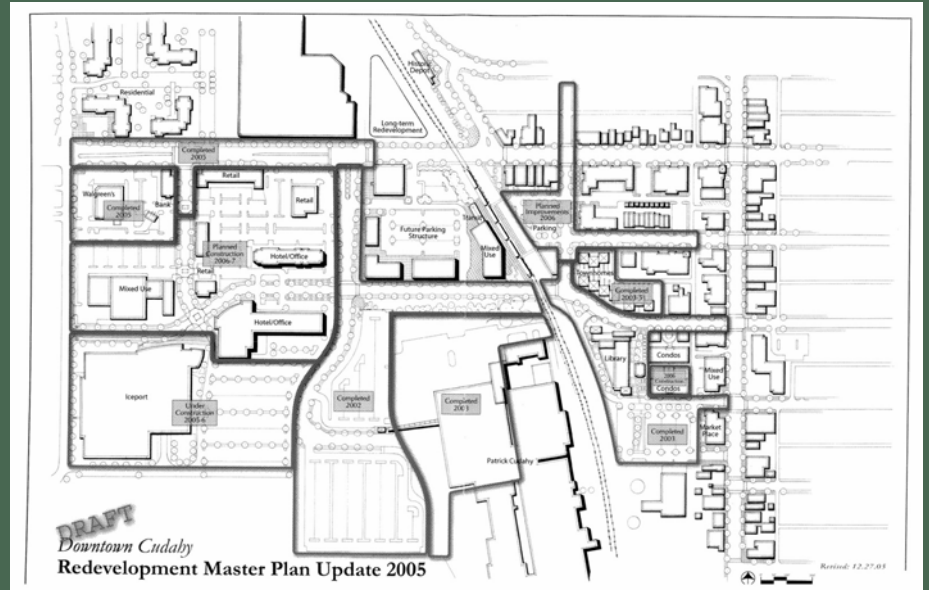 Historic
Depot
Residential
Long-term
Redevelopment
Completed
2005
Retail
Walgreen's
Bank
Completed
2005
Retail
Planned
Improvements
2006
Parking
Transit
Future Parking
Structure
Mixed
Use
Planned
Construction
2006-7
Hotel/Office
Retail
Townhomes
Completed
Mixed Use
Hotel/Office
Library
Condos
2006
Construction
Condos
Mixed
Use
Iceport
Under
Construction
2005-6
Completed
2002
Completed
Market
Place
Completed
2003
Patrick Cudahy
DRAFT
Downtown Cudahy
Redevelopment Master Plan Update 2005
Revised: 12.27.05